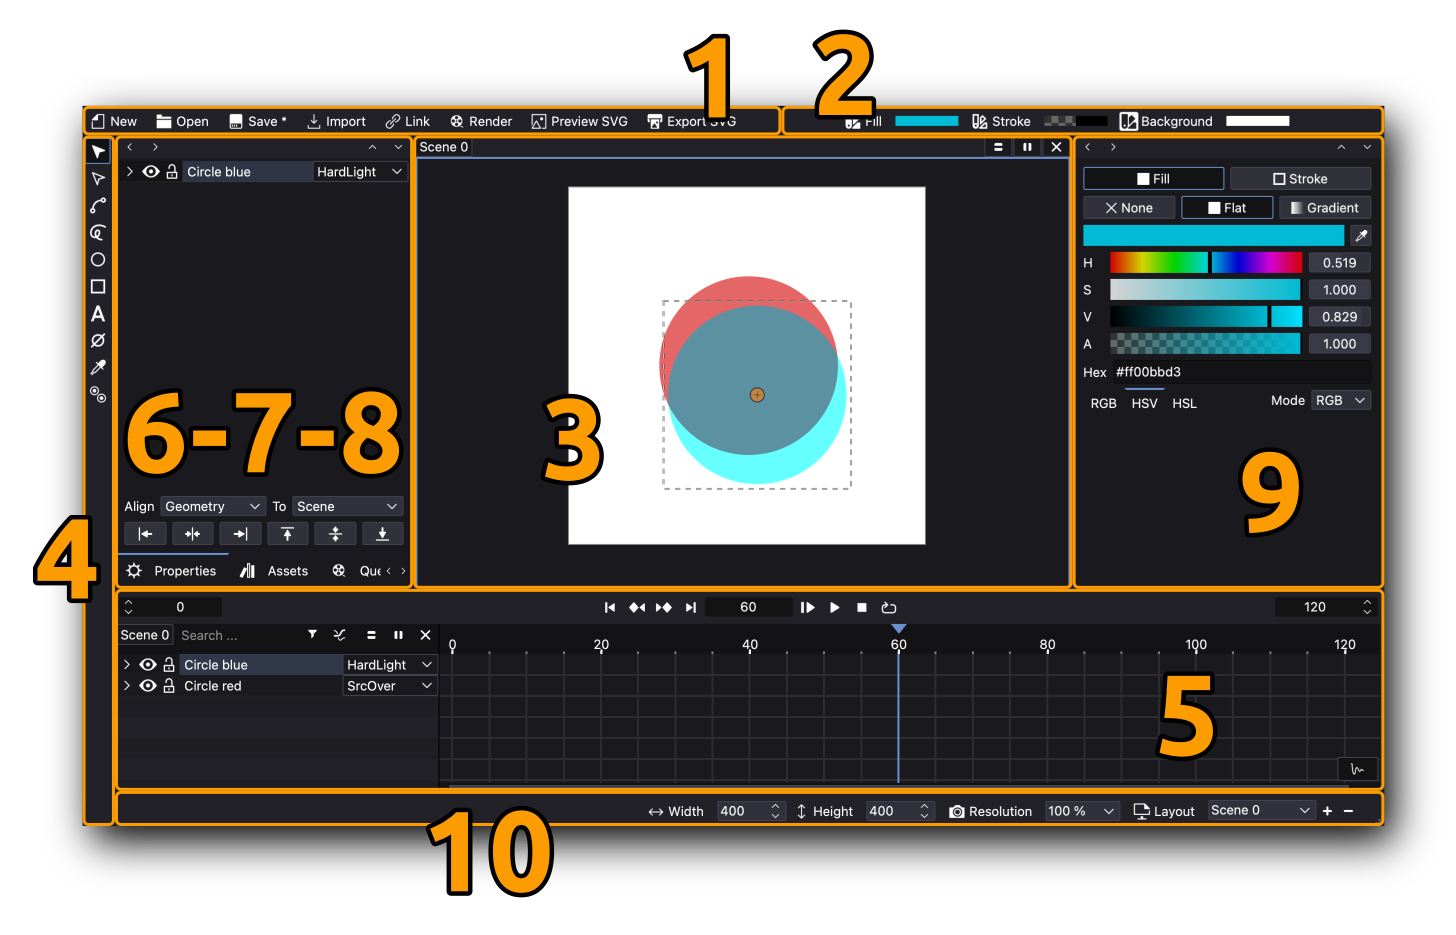 1 2
New Open Save * Import Link Render Preview SVG Export SVG Fill Stroke Background
Circle blue HardLight
Scene 0
Fill Stroke
None Flat Gradient
H 0.519
S 1.000
V 0.829
A 1.000
Hex #ff00bbd3
RGB HSV HSL Mode RGB
6-7-8
3
9
4
Align Geometry To Scene
Properties Assets Que
0 60 120
Scene 0 Search ...
0 20 40 60 80 100 120
Circle blue HardLight
Circle red SrcOver
5
Width 400 Height 400 Resolution 100 % Layout Scene 0 + −
10